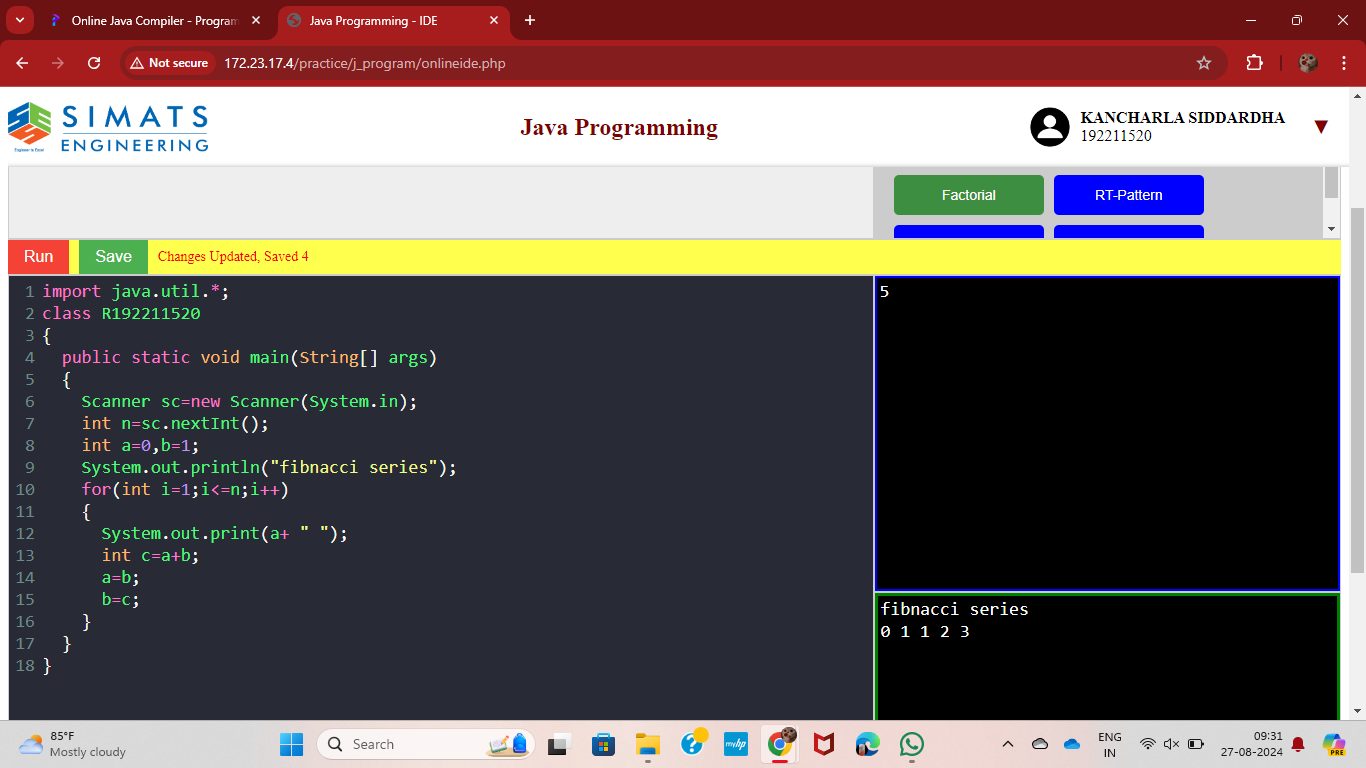 Online Java Compiler - Program
Java Programming - IDE
Not secure
172.23.17.4/practice/j_program/onlineide.php
SIMATS
ENGINEERING
Engineer to Excel
Java Programming
KANCHARLA SIDDARDHA
192211520
Factorial
RT-Pattern
Run
Save
Changes Updated, Saved 4
1 import java.util.*;
2 class R192211520
3 {
4   public static void main(String[] args)
5   {
6     Scanner sc=new Scanner(System.in);
7     int n=sc.nextInt();
8     int a=0,b=1;
9     System.out.println("fibnacci series");
10     for(int i=1;i<=n;i++)
11     {
12       System.out.print(a+ " ");
13       int c=a+b;
14       a=b;
15       b=c;
16     }
17   }
18 }
5
fibnacci series
0 1 1 2 3
85°F
Mostly cloudy
Search
myhp
ENG
IN
09:31
27-08-2024
PRE